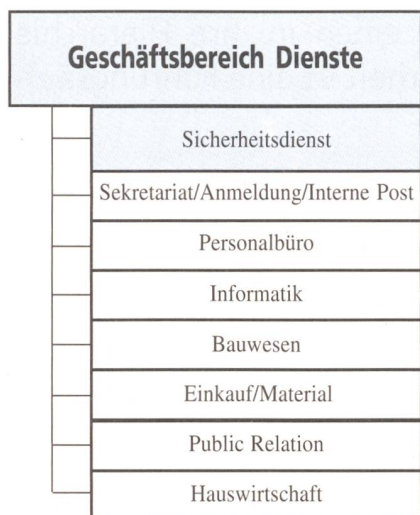 Geschäftsbereich Dienste
Sicherheitsdienst
Sekretariat/Anmeldung/Interne Post
Personalbüro
Informatik
Bauwesen
Einkauf/Material
Public Relation
Hauswirtschaft